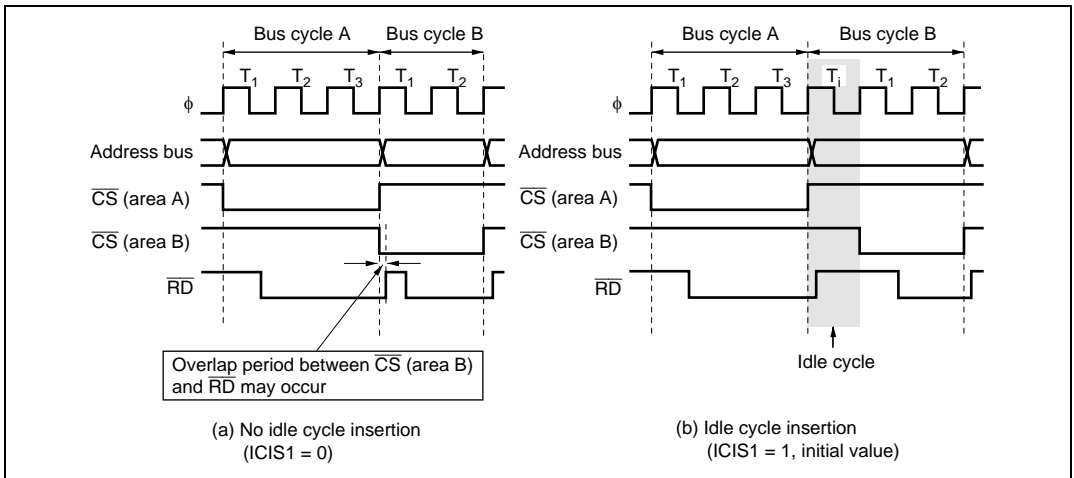 Bus cycle A Bus cycle B
T1 T2 T3 T1 T2
φ
Address bus
CS (area A)
CS (area B)
RD
Overlap period between CS (area B)
and RD may occur
(a) No idle cycle insertion
(ICIS1 = 0)
Bus cycle A Bus cycle B
T1 T2 T3 Ti T1 T2
φ
Address bus
CS (area A)
CS (area B)
RD
Idle cycle
(b) Idle cycle insertion
(ICIS1 = 1, initial value)